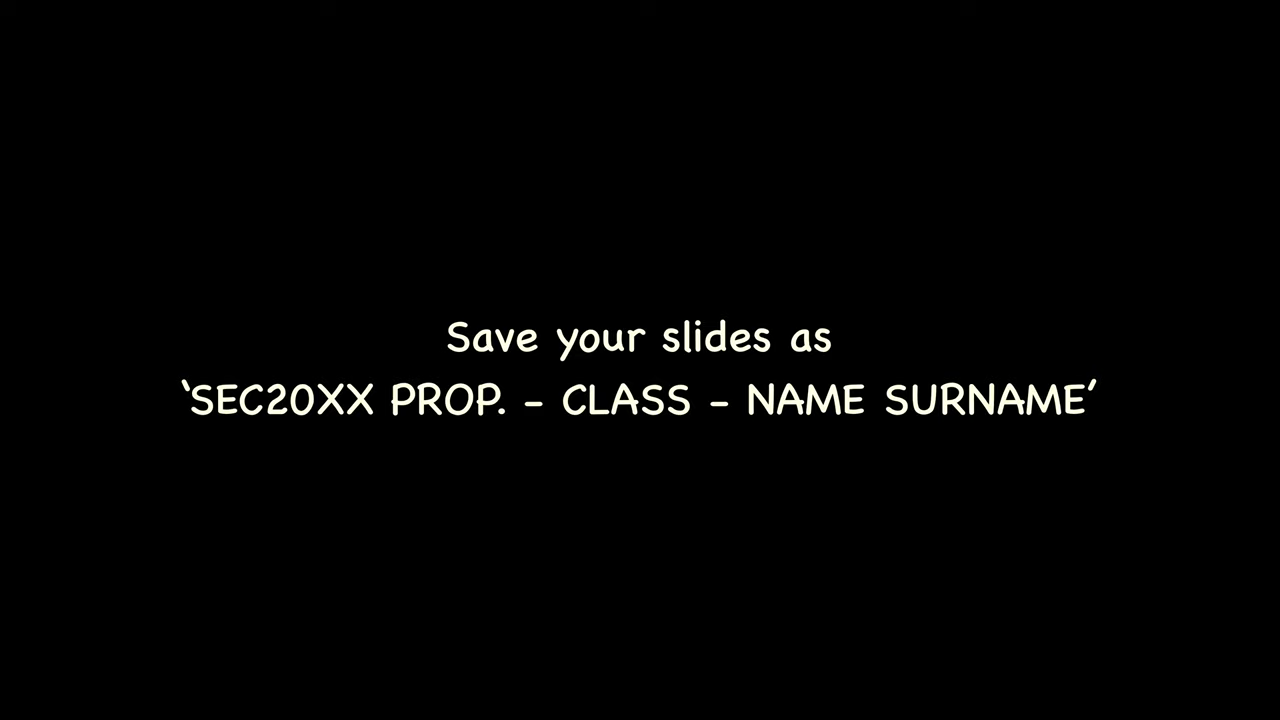 Save your slides as
‘SEC20XX PROP. – CLASS – NAME SURNAME’